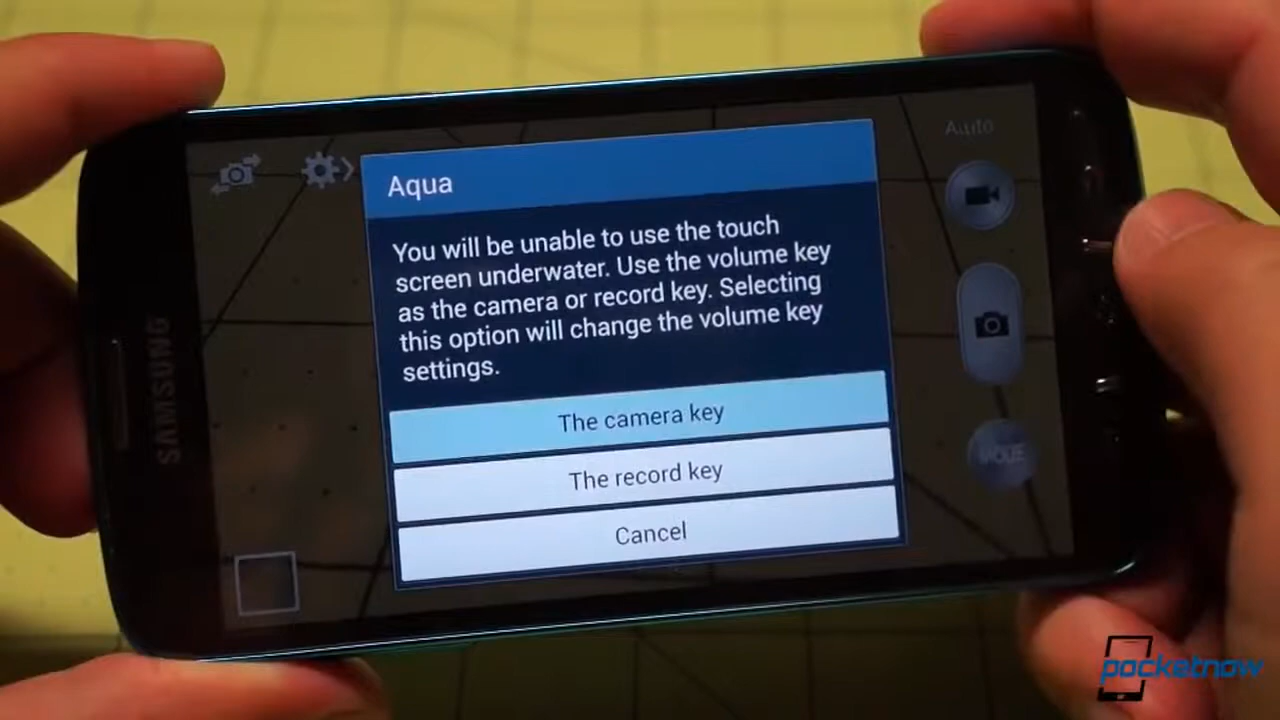 Auto
Aqua
You will be unable to use the touch
screen underwater. Use the volume key
as the camera or record key. Selecting
this option will change the volume key
settings.
The camera key
The record key
Cancel
MODE
SAMSUNG
pocketnow